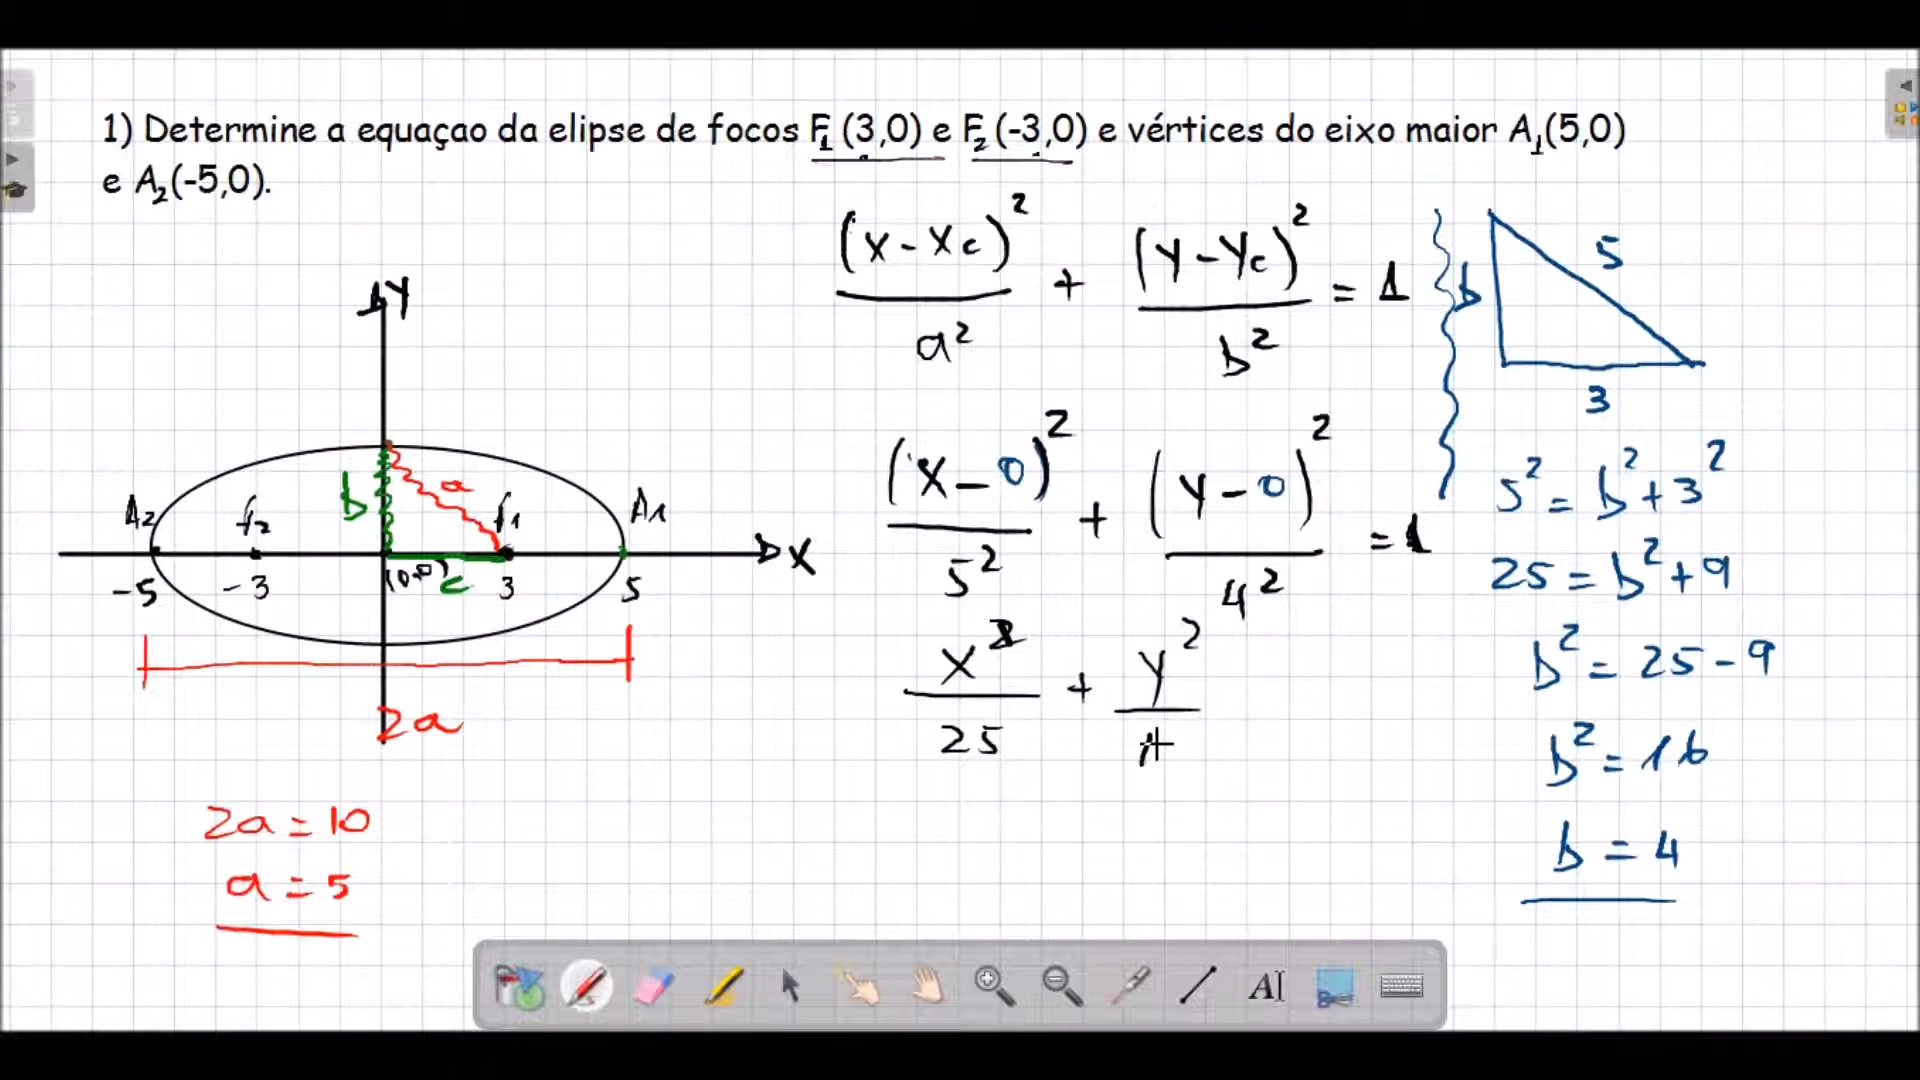 1) Determine a equaçao da elipse de focos F₁(3,0) e F₂(-3,0) e vértices do eixo maior A₁(5,0)
e A₂(-5,0).
Y
A₂
f₂
b
a
f₁
A₁
X
-5
-3
(0,0)
c
3
5
2a
2a = 10
a = 5
(X - Xc)² / a² + (Y - Yc)² / b² = 1
(X - 0)² / 5² + (Y - 0)² / 4² = 1
X² / 25 + Y² /
b
5
3
5² = b² + 3²
25 = b² + 9
b² = 25 - 9
b² = 16
b = 4
AI